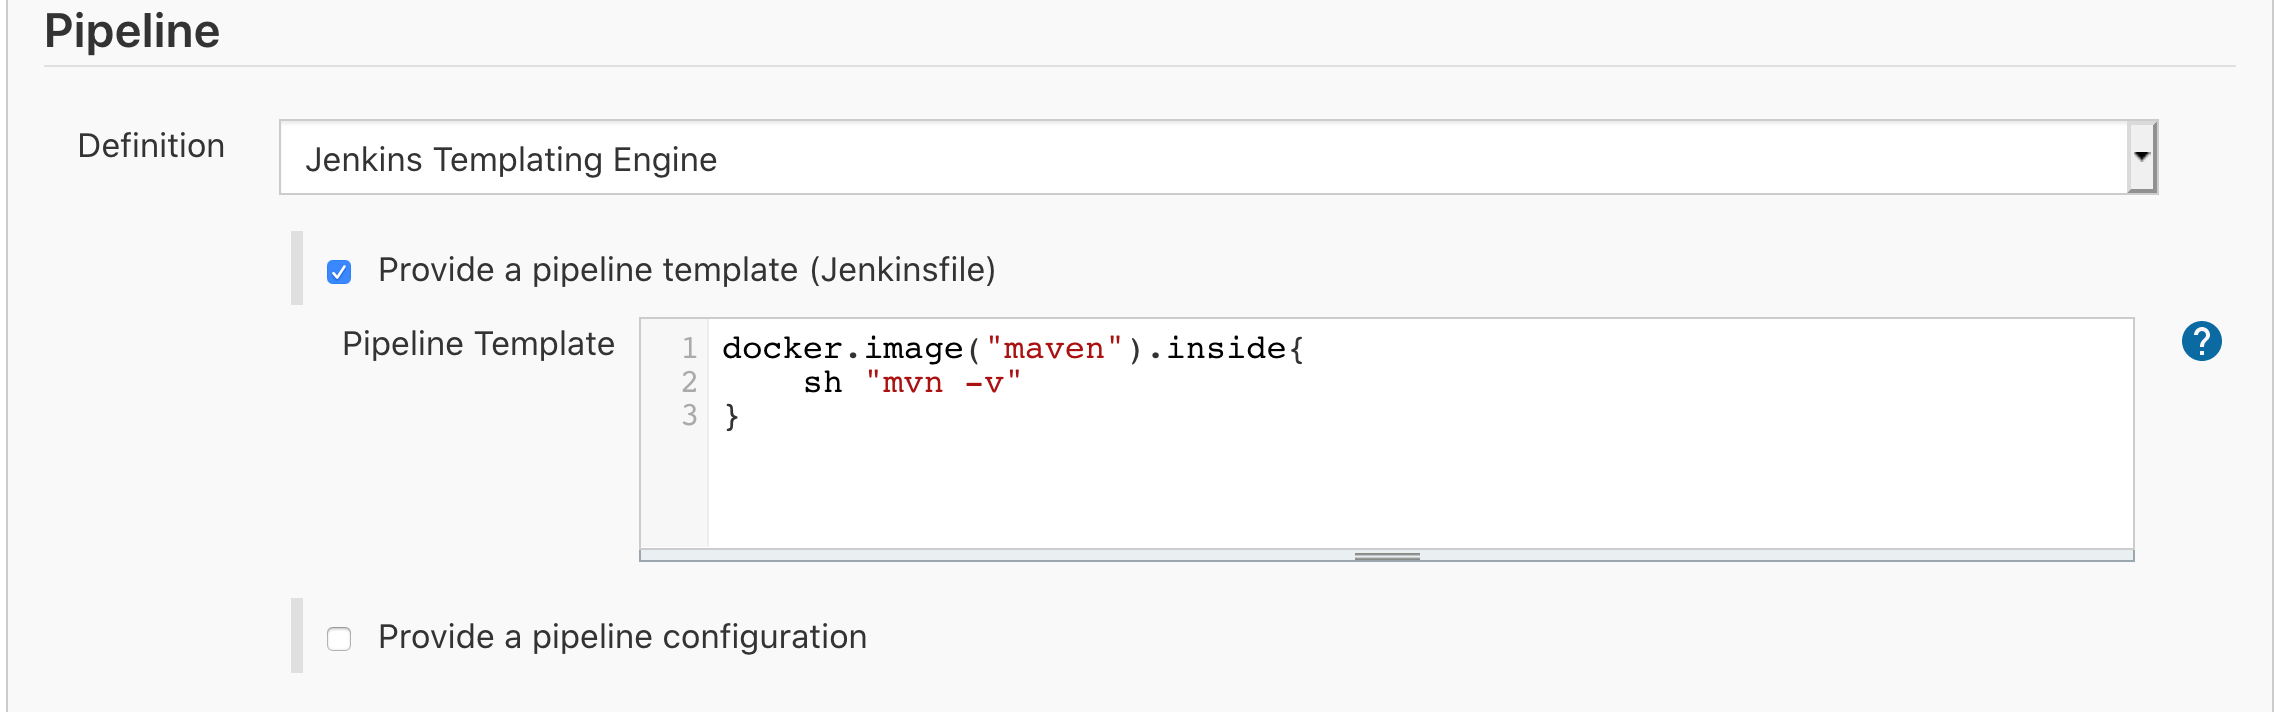 Pipeline
Definition
Jenkins Templating Engine
Provide a pipeline template (Jenkinsfile)
Pipeline Template
1 docker.image("maven").inside{
2     sh "mvn -v"
3 }
?
Provide a pipeline configuration